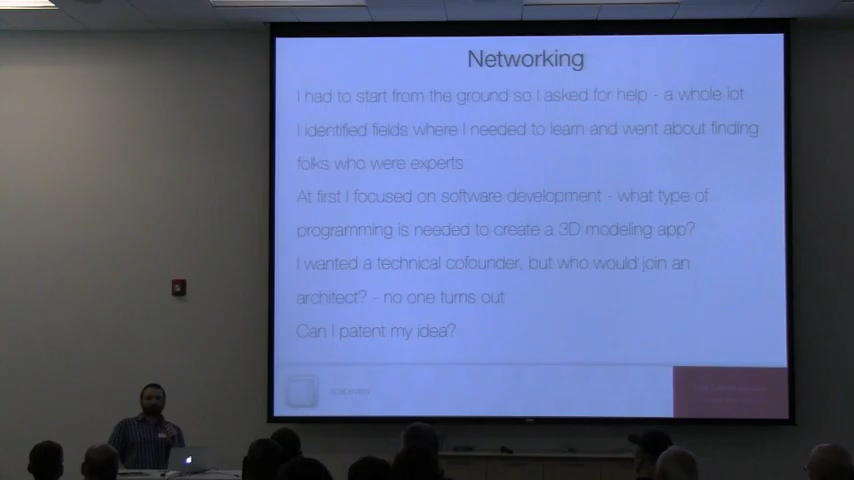 Networking
I had to start from the ground so I asked for help - a whole lot
I identified fields where I needed to learn and went about finding
folks who were experts
At first I focused on software development - what type of
programming is needed to create a 3D modeling app?
I wanted a technical cofounder, but who would join an
architect? - no one turns out
Can I patent my idea?